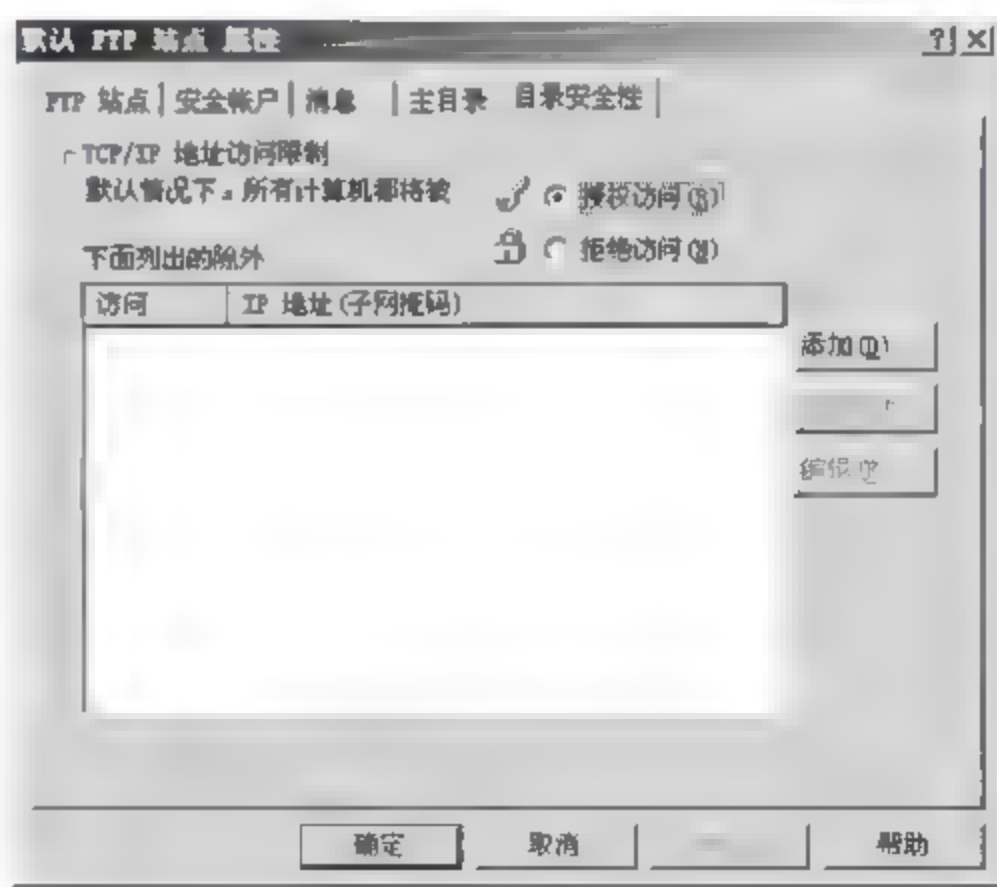 默认 FTP 站点 属性
FTP 站点 安全帐户 消息 主目录 目录安全性
TCP/IP 地址访问限制
默认情况下，所有计算机都将被
授权访问(R)
下面列出的除外
拒绝访问(N)
访问 IP 地址(子网掩码)
添加(D)
编辑
确定 取消 帮助